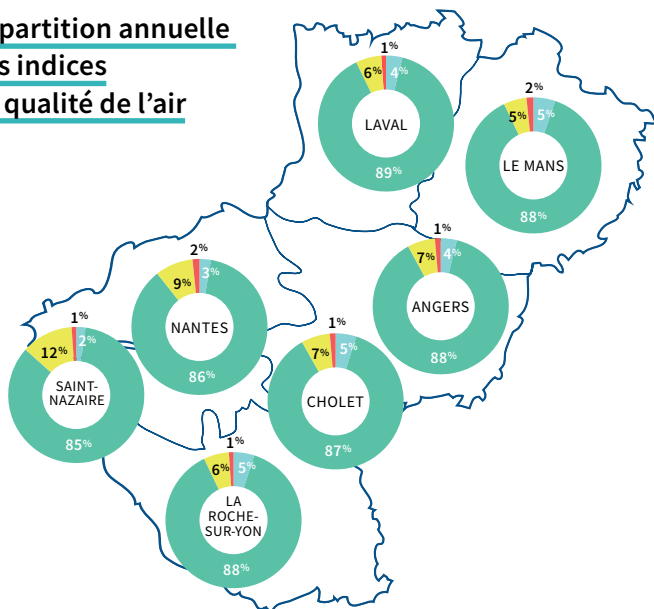 partition annuelle
s indices
qualité de l’air
1%
6%
4%
LAVAL
89%
2%
5%
5%
LE MANS
88%
1%
7%
4%
ANGERS
88%
2%
9%
3%
NANTES
86%
1%
12%
2%
SAINT-
NAZAIRE
85%
1%
7%
5%
CHOLET
87%
1%
6%
5%
LA
ROCHE-
SUR-YON
88%